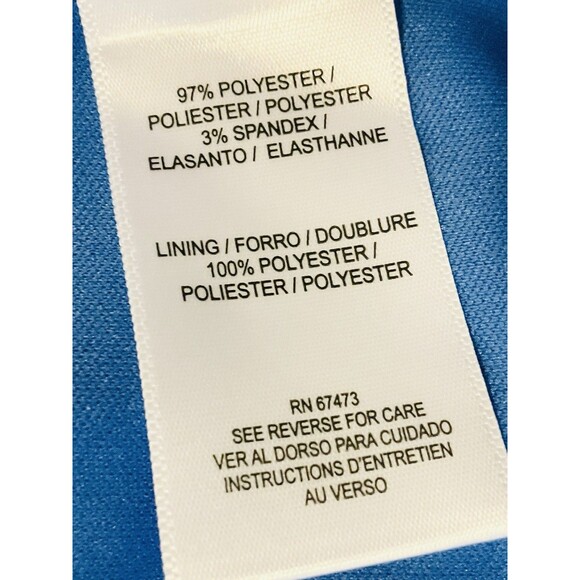 97% POLYESTER /
POLIESTER / POLYESTER
3% SPANDEX /
ELASANTO / ELASTHANNE
LINING / FORRO / DOUBLURE
100% POLYESTER /
POLIESTER / POLYESTER
RN 67473
SEE REVERSE FOR CARE
VER AL DORSO PARA CUIDADO
INSTRUCTIONS D'ENTRETIEN
AU VERSO